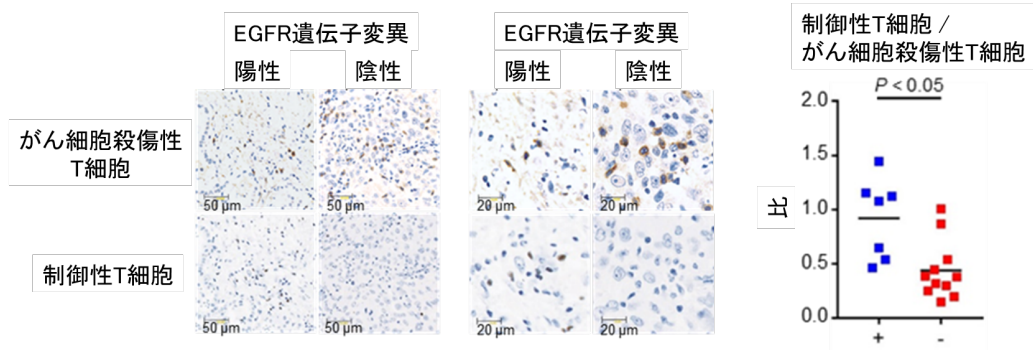 EGFR遺伝子変異
陽性
陰性
がん細胞殺傷性
T細胞
制御性T細胞
50 µm
50 µm
50 µm
50 µm
EGFR遺伝子変異
陽性
陰性
20 µm
20 µm
20 µm
20 µm
制御性T細胞 /
がん細胞殺傷性T細胞
P < 0.05
比
2.0
1.5
1.0
0.5
0.0
+
-